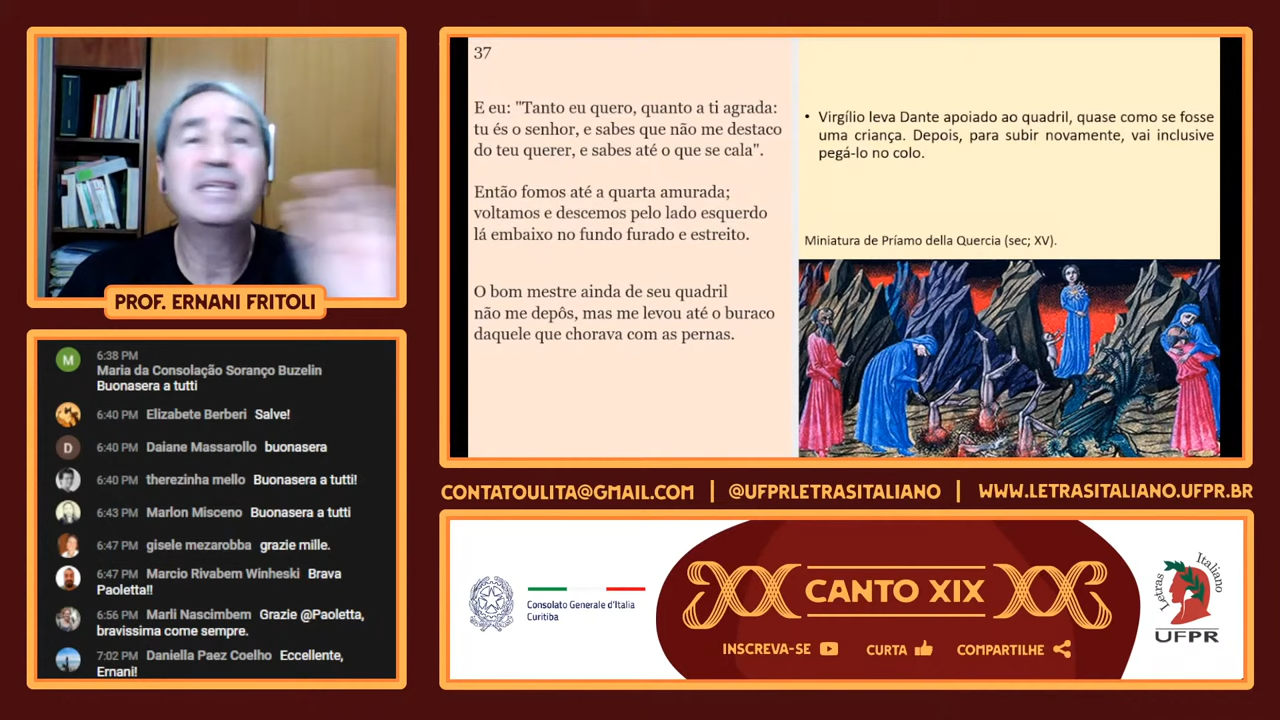 PROF. ERNANI FRITOLI
M
6:38 PM
Maria da Consolação Soranço Buzelin
Buonasera a tutti
6:40 PM Elizabete Berberi Salve!
D
6:40 PM Daiane Massarollo buonasera
6:40 PM therezinha mello Buonasera a tutti!
6:43 PM Marlon Misceno Buonasera a tutti
6:47 PM gisele mezarobba grazie mille.
6:47 PM Marcio Rivabem Winheski Brava
Paoletta!!
6:56 PM Marli Nascimbem Grazie @Paoletta,
bravissima come sempre.
7:02 PM Daniella Paez Coelho Eccellente,
Ernani!
37
E eu: "Tanto eu quero, quanto a ti agrada:
tu és o senhor, e sabes que não me destaco
do teu querer, e sabes até o que se cala".
Então fomos até a quarta amurada;
voltamos e descemos pelo lado esquerdo
lá embaixo no fundo furado e estreito.
O bom mestre ainda de seu quadril
não me depôs, mas me levou até o buraco
daquele que chorava com as pernas.
• Virgílio leva Dante apoiado ao quadril, quase como se fosse
uma criança. Depois, para subir novamente, vai inclusive
pegá-lo no colo.
Miniatura de Príamo della Quercia (sec; XV).
CONTATOULITA@GMAIL.COM | @UFPRLETRASITALIANO | WWW.LETRASITALIANO.UFPR.BR
Consolato Generale d'Italia
Curitiba
CANTO XIX
INSCREVA-SE CURTA COMPARTILHE
Letras Italiano
UFPR